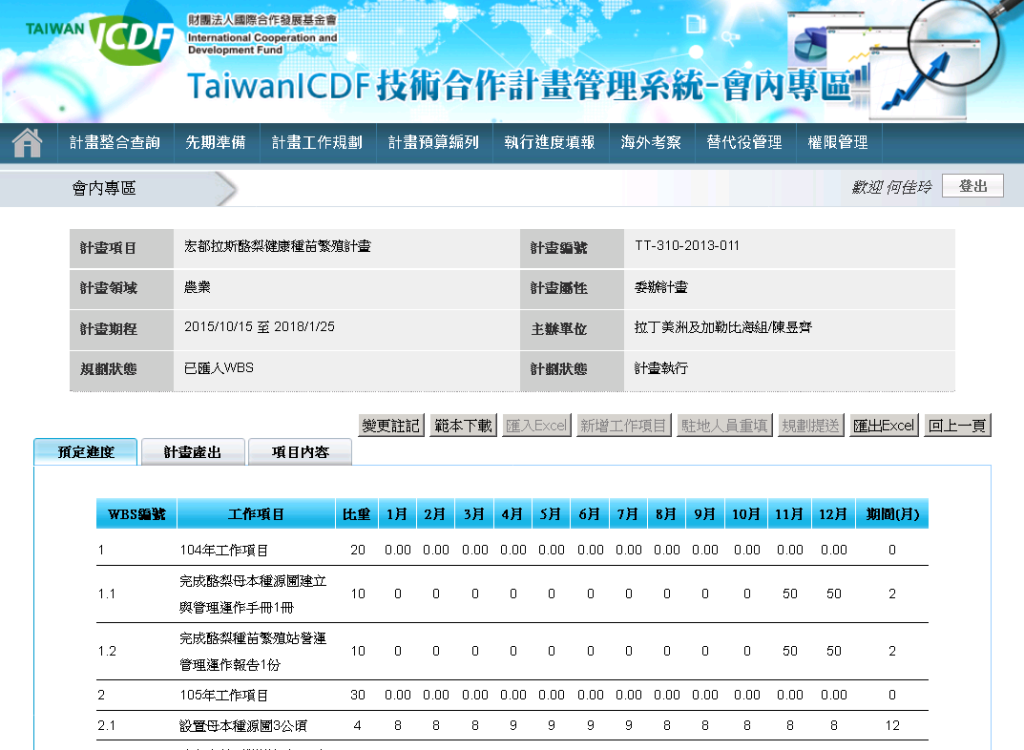 TAIWAN ICDF
財團法人國際合作發展基金會
International Cooperation and
Development Fund
TaiwanICDF技術合作計畫管理系統-會內專區
計畫整合查詢 先期準備 計畫工作規劃 計畫預算編列 執行進度填報 海外考察 替代役管理 權限管理
會內專區 歡迎 何佳玲 登出
計畫項目 宏都拉斯酪梨健康種苗繁殖計畫 計畫編號 TT-310-2013-011
計畫領域 農業 計畫屬性 委辦計畫
計畫期程 2015/10/15 至 2018/1/25 主辦單位 拉丁美洲及加勒比海組/陳昱齊
規劃狀態 已匯入WBS 計劃狀態 計畫執行
變更註記 範本下載 匯入Excel 新增工作項目 駐地人員重填 規劃提送 匯出Excel 回上一頁
預定進度 計畫產出 項目內容
WBS編號 工作項目 比重 1月 2月 3月 4月 5月 6月 7月 8月 9月 10月 11月 12月 期間(月)
1 104年工作項目 20 0.00 0.00 0.00 0.00 0.00 0.00 0.00 0.00 0.00 0.00 0.00 0.00 0
完成酪梨母本種源圃建立
1.1 10 0 0 0 0 0 0 0 0 0 0 50 50 2
與管理運作手冊1冊
完成酪梨種苗繁殖站營運
1.2 10 0 0 0 0 0 0 0 0 0 0 50 50 2
管理運作報告1份
2 105年工作項目 30 0.00 0.00 0.00 0.00 0.00 0.00 0.00 0.00 0.00 0.00 0.00 0.00 0
2.1 設置母本種源圃3公頃 4 8 8 8 9 9 9 9 8 8 8 8 8 12